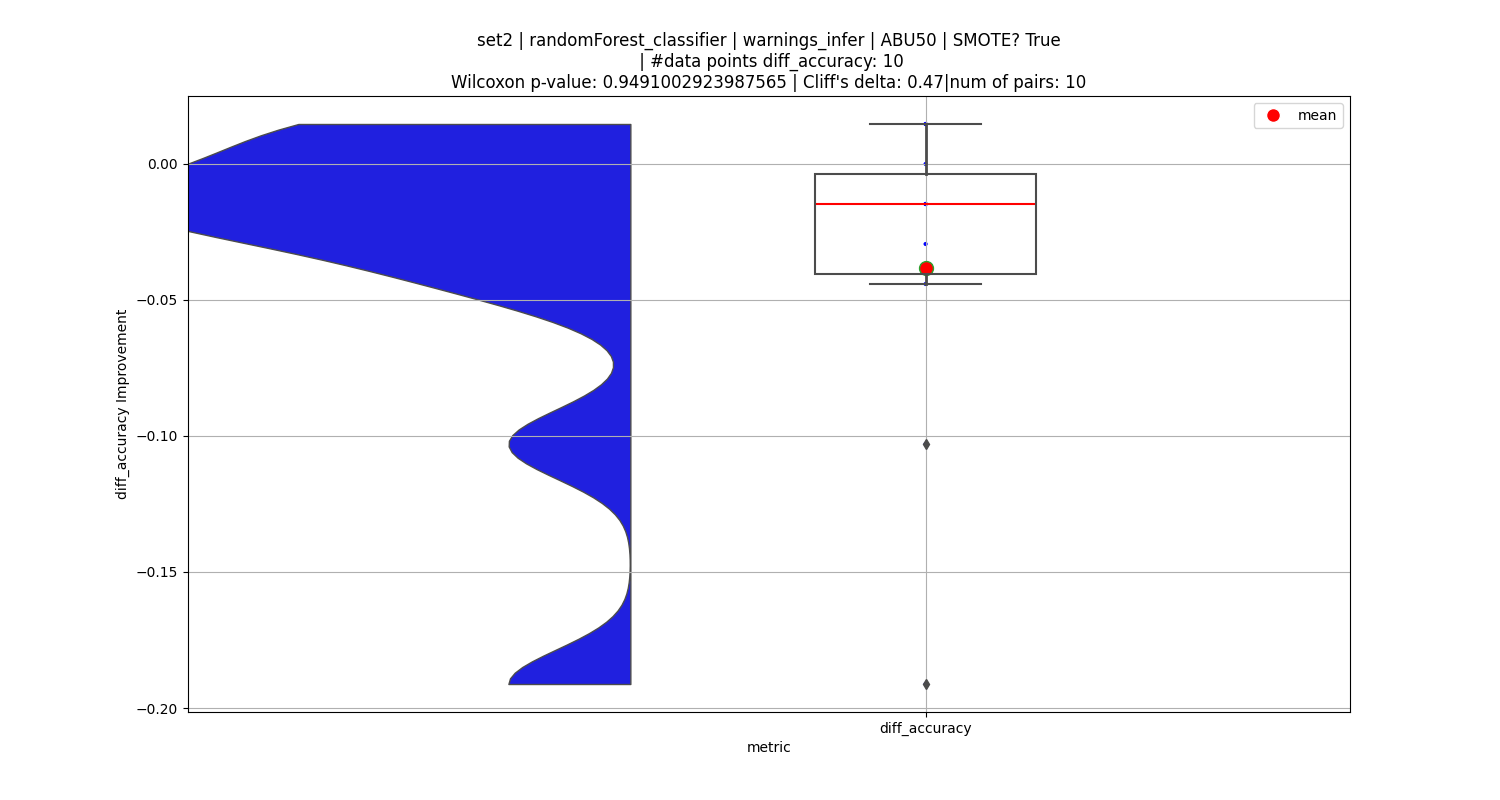 set2 | randomForest_classifier | warnings_infer | ABU50 | SMOTE? True
| #data points diff_accuracy: 10
Wilcoxon p-value: 0.9491002923987565 | Cliff's delta: 0.47|num of pairs: 10
mean
0.00
−0.05
−0.10
−0.15
−0.20
diff_accuracy Improvement
diff_accuracy
metric